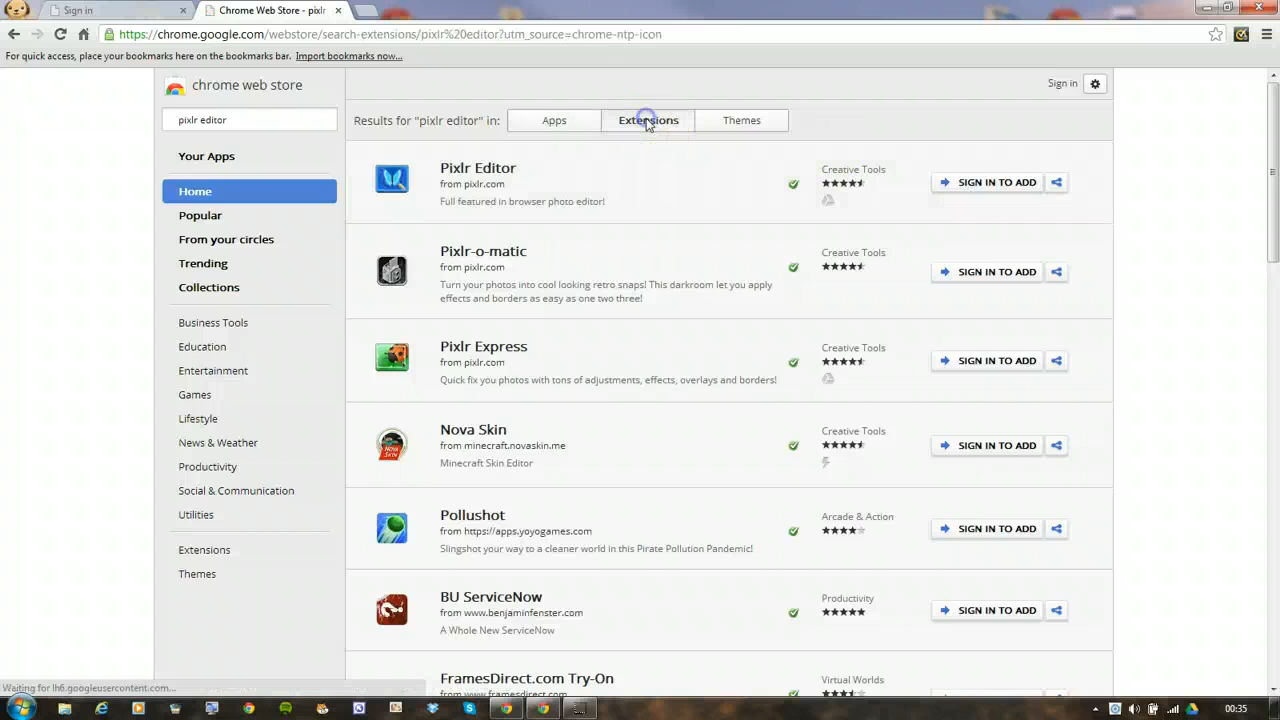 Sign in
Chrome Web Store - pixlr
https://chrome.google.com/webstore/search-extensions/pixlr%20editor?utm_source=chrome-ntp-icon
For quick access, place your bookmarks here on the bookmarks bar. Import bookmarks now...
chrome web store
Sign in
pixlr editor
Results for "pixlr editor" in:
Apps
Extensions
Themes
Your Apps
Home
Popular
From your circles
Trending
Collections
Business Tools
Education
Entertainment
Games
Lifestyle
News & Weather
Productivity
Social & Communication
Utilities
Extensions
Themes
Pixlr Editor
from pixlr.com
Full featured in browser photo editor!
Creative Tools
SIGN IN TO ADD
Pixlr-o-matic
from pixlr.com
Turn your photos into cool looking retro snaps! This darkroom let you apply
effects and borders as easy as one two three!
Creative Tools
SIGN IN TO ADD
Pixlr Express
from pixlr.com
Quick fix you photos with tons of adjustments, effects, overlays and borders!
Creative Tools
SIGN IN TO ADD
NOVA SKIN
Nova Skin
from minecraft.novaskin.me
Minecraft Skin Editor
Creative Tools
SIGN IN TO ADD
Pollushot
from https://apps.yoyogames.com
Slingshot your way to a cleaner world in this Pirate Pollution Pandemic!
Arcade & Action
SIGN IN TO ADD
BU ServiceNow
from www.benjaminfenster.com
A Whole New ServiceNow
Productivity
SIGN IN TO ADD
FramesDirect.com Try-On
from www.framesdirect.com
Virtual Worlds
Waiting for lh6.googleusercontent.com...
00:35